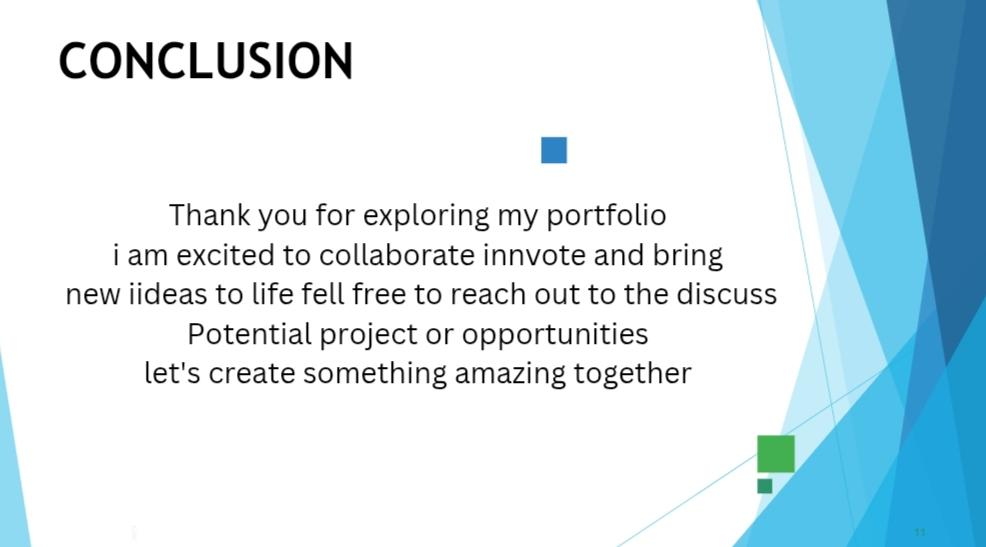 CONCLUSION
Thank you for exploring my portfolio
i am excited to collaborate innvote and bring
new iideas to life fell free to reach out to the discuss
Potential project or opportunities
let's create something amazing together
11